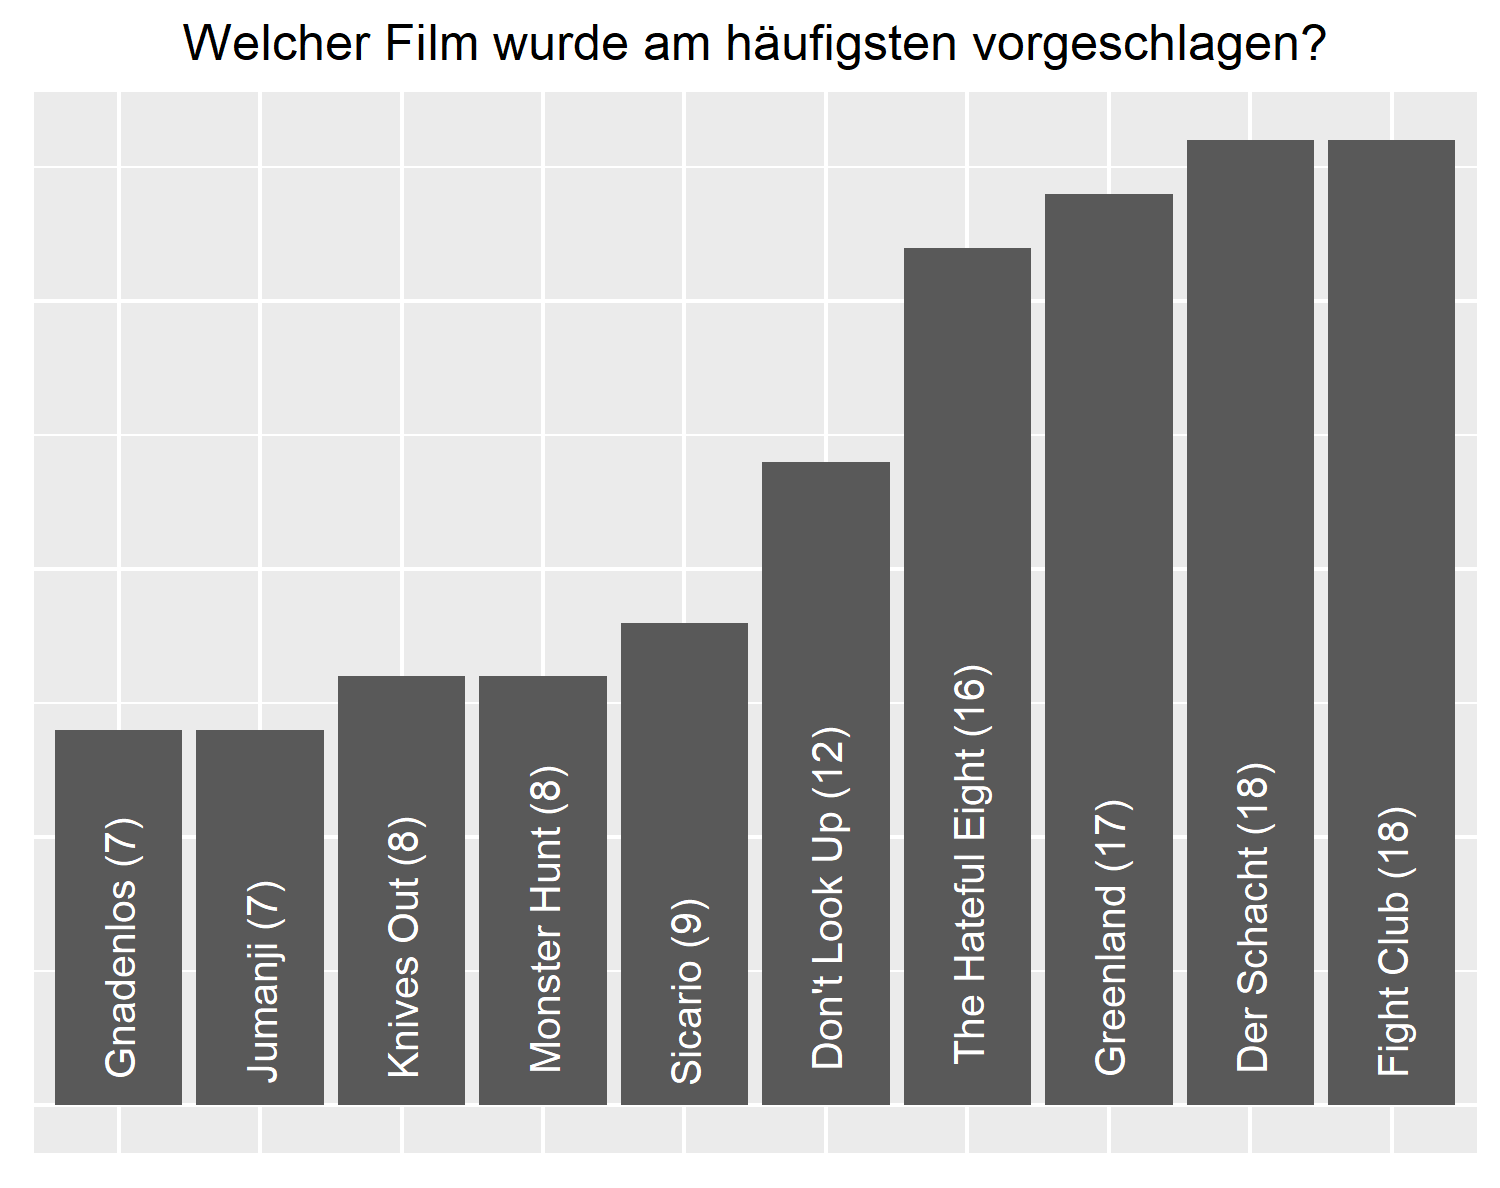 Welcher Film wurde am häufigsten vorgeschlagen?
Gnadenlos (7)
Jumanji (7)
Knives Out (8)
Monster Hunt (8)
Sicario (9)
Don't Look Up (12)
The Hateful Eight (16)
Greenland (17)
Der Schacht (18)
Fight Club (18)